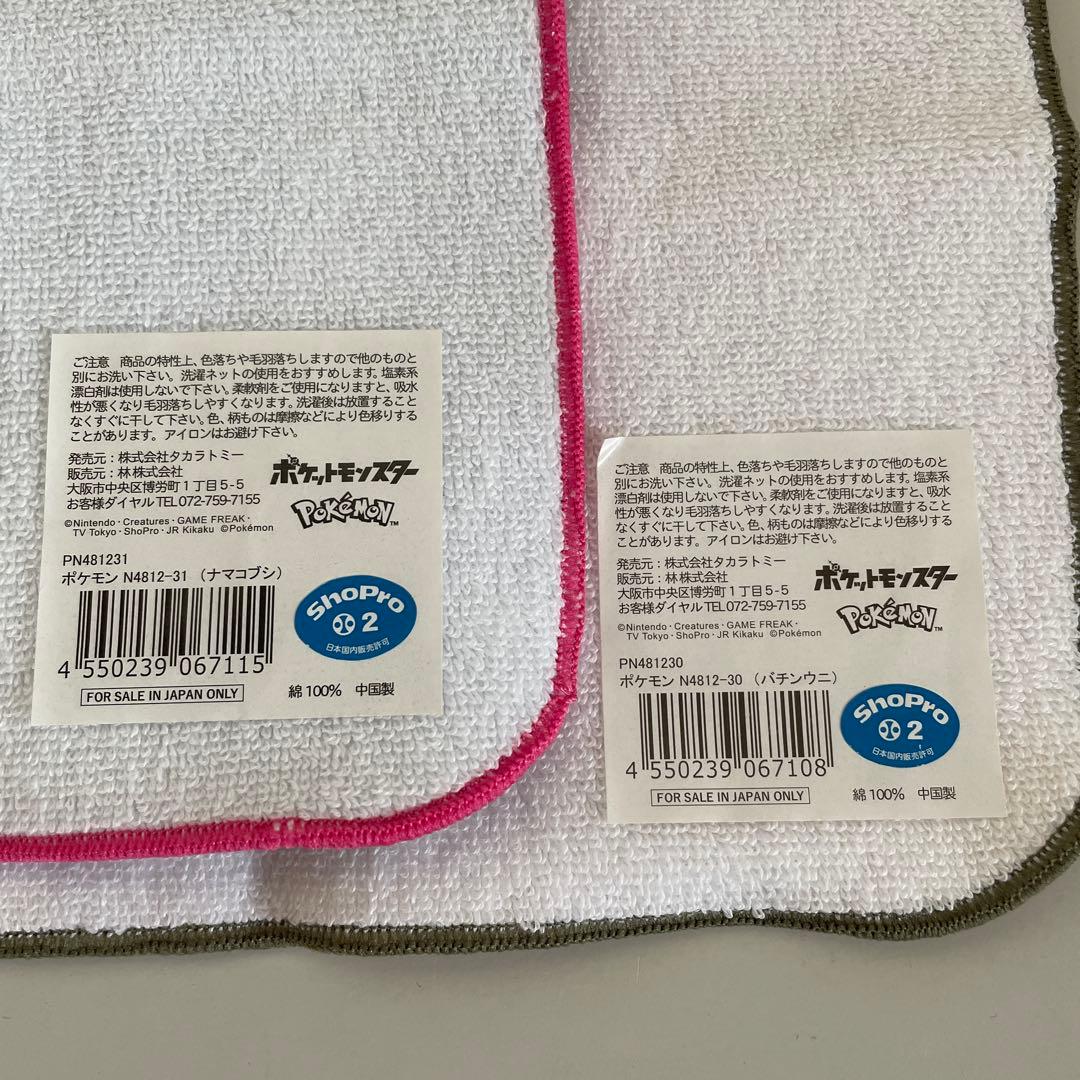 ご注意　商品の特性上、色落ちや毛羽落ちしますので他のものと
別にお洗い下さい。洗濯ネットの使用をおすすめします。塩素系
漂白剤は使用しないで下さい。柔軟剤をご使用になりますと、吸水
性が悪くなり毛羽落ちしやすくなります。洗濯後は放置すること
なくすぐに干して下さい。色、柄ものは摩擦などにより色移りする
ことがあります。アイロンはお避け下さい。
発売元：株式会社タカラトミー
販売元：林 株式会社
大阪市中央区博労町1丁目5-5
お客様ダイヤル TEL072-759-7155
ポケットモンスター
POKéMON™
©Nintendo・Creatures・GAME FREAK・
TV Tokyo・ShoPro・JR Kikaku ©Pokémon
PN481231
ポケモン N4812-31 （ナマコブシ）
ShoPro
2
日本国内販売許可
4 550239 067115
FOR SALE IN JAPAN ONLY
綿100%　中国製
ご注意　商品の特性上、色落ちや毛羽落ちしますので他のものと
別にお洗い下さい。洗濯ネットの使用をおすすめします。塩素系
漂白剤は使用しないで下さい。柔軟剤をご使用になりますと、吸水
性が悪くなり毛羽落ちしやすくなります。洗濯後は放置すること
なくすぐに干して下さい。色、柄ものは摩擦などにより色移りする
ことがあります。アイロンはお避け下さい。
発売元：株式会社タカラトミー
販売元：林 株式会社
大阪市中央区博労町1丁目5-5
お客様ダイヤル TEL072-759-7155
ポケットモンスター
POKéMON™
©Nintendo・Creatures・GAME FREAK・
TV Tokyo・ShoPro・JR Kikaku ©Pokémon
PN481230
ポケモン N4812-30 （バチンウニ）
ShoPro
2
日本国内販売許可
4 550239 067108
FOR SALE IN JAPAN ONLY
綿100%　中国製